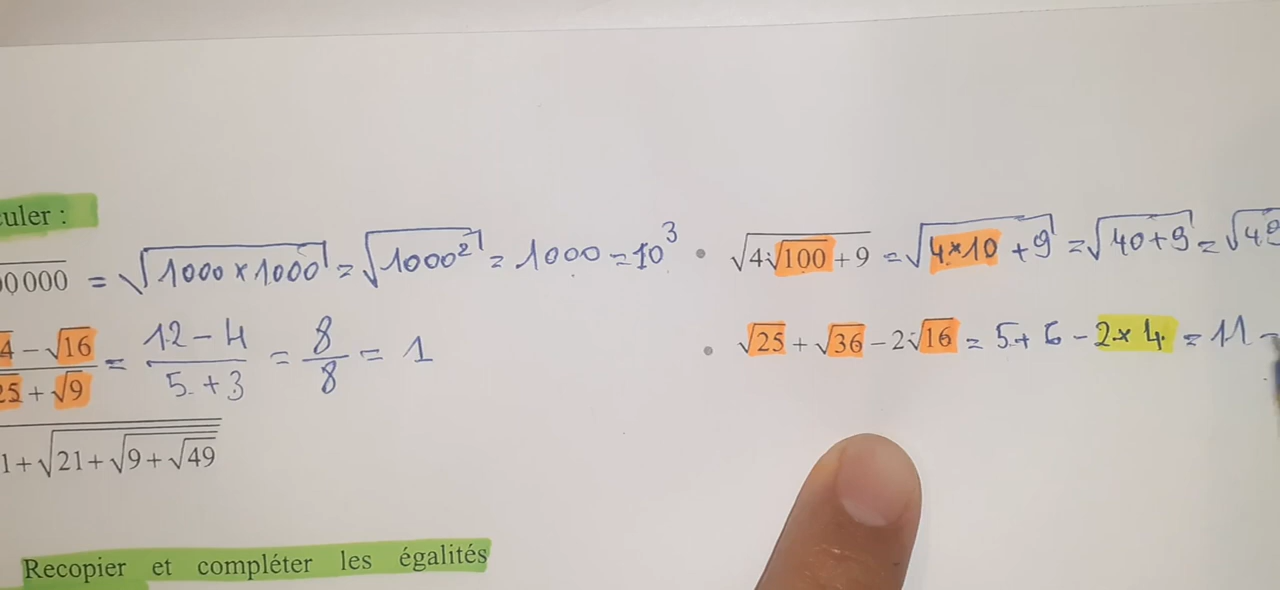 culer :
00000 = √1000×1000 = √1000² = 1000 = 10³
• √(4√100 + 9) = √(4×10 + 9) = √(40+9) = √49
4 − √16 / 25 + √9 = 12 − 4 / 5 + 3 = 8 / 8 = 1
• √25 + √36 − 2√16 = 5 + 6 − 2×4 = 11 −
1 + √(21 + √(9 + √49))
Recopier et compléter les égalités